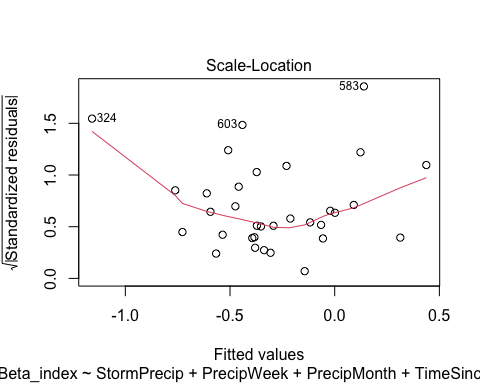 Scale-Location
583
324
603
√|Standardized residuals|
1.5
1.0
0.5
0.0
-1.0
-0.5
0.0
0.5
Fitted values
Beta_index ~ StormPrecip + PrecipWeek + PrecipMonth + TimeSinc